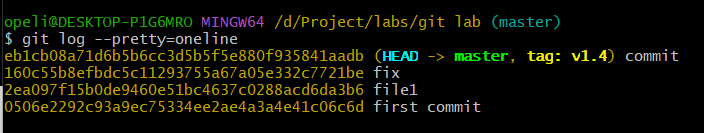 opeli@DESKTOP-P1G6MRO MINGW64 /d/Project/labs/git lab (master)
$ git log --pretty=oneline
eb1cb08a71d6b5b6cc3d5b5f5e880f935841aadb (HEAD -> master, tag: v1.4) commit
160c55b8efbdc5c11293755a67a05e332c7721be fix
2ea097f15b0de9460e51bc4637c0288acd6da3b6 file1
0506e2292c93a9ec75334ee2ae4a3a4e41c06c6d first commit